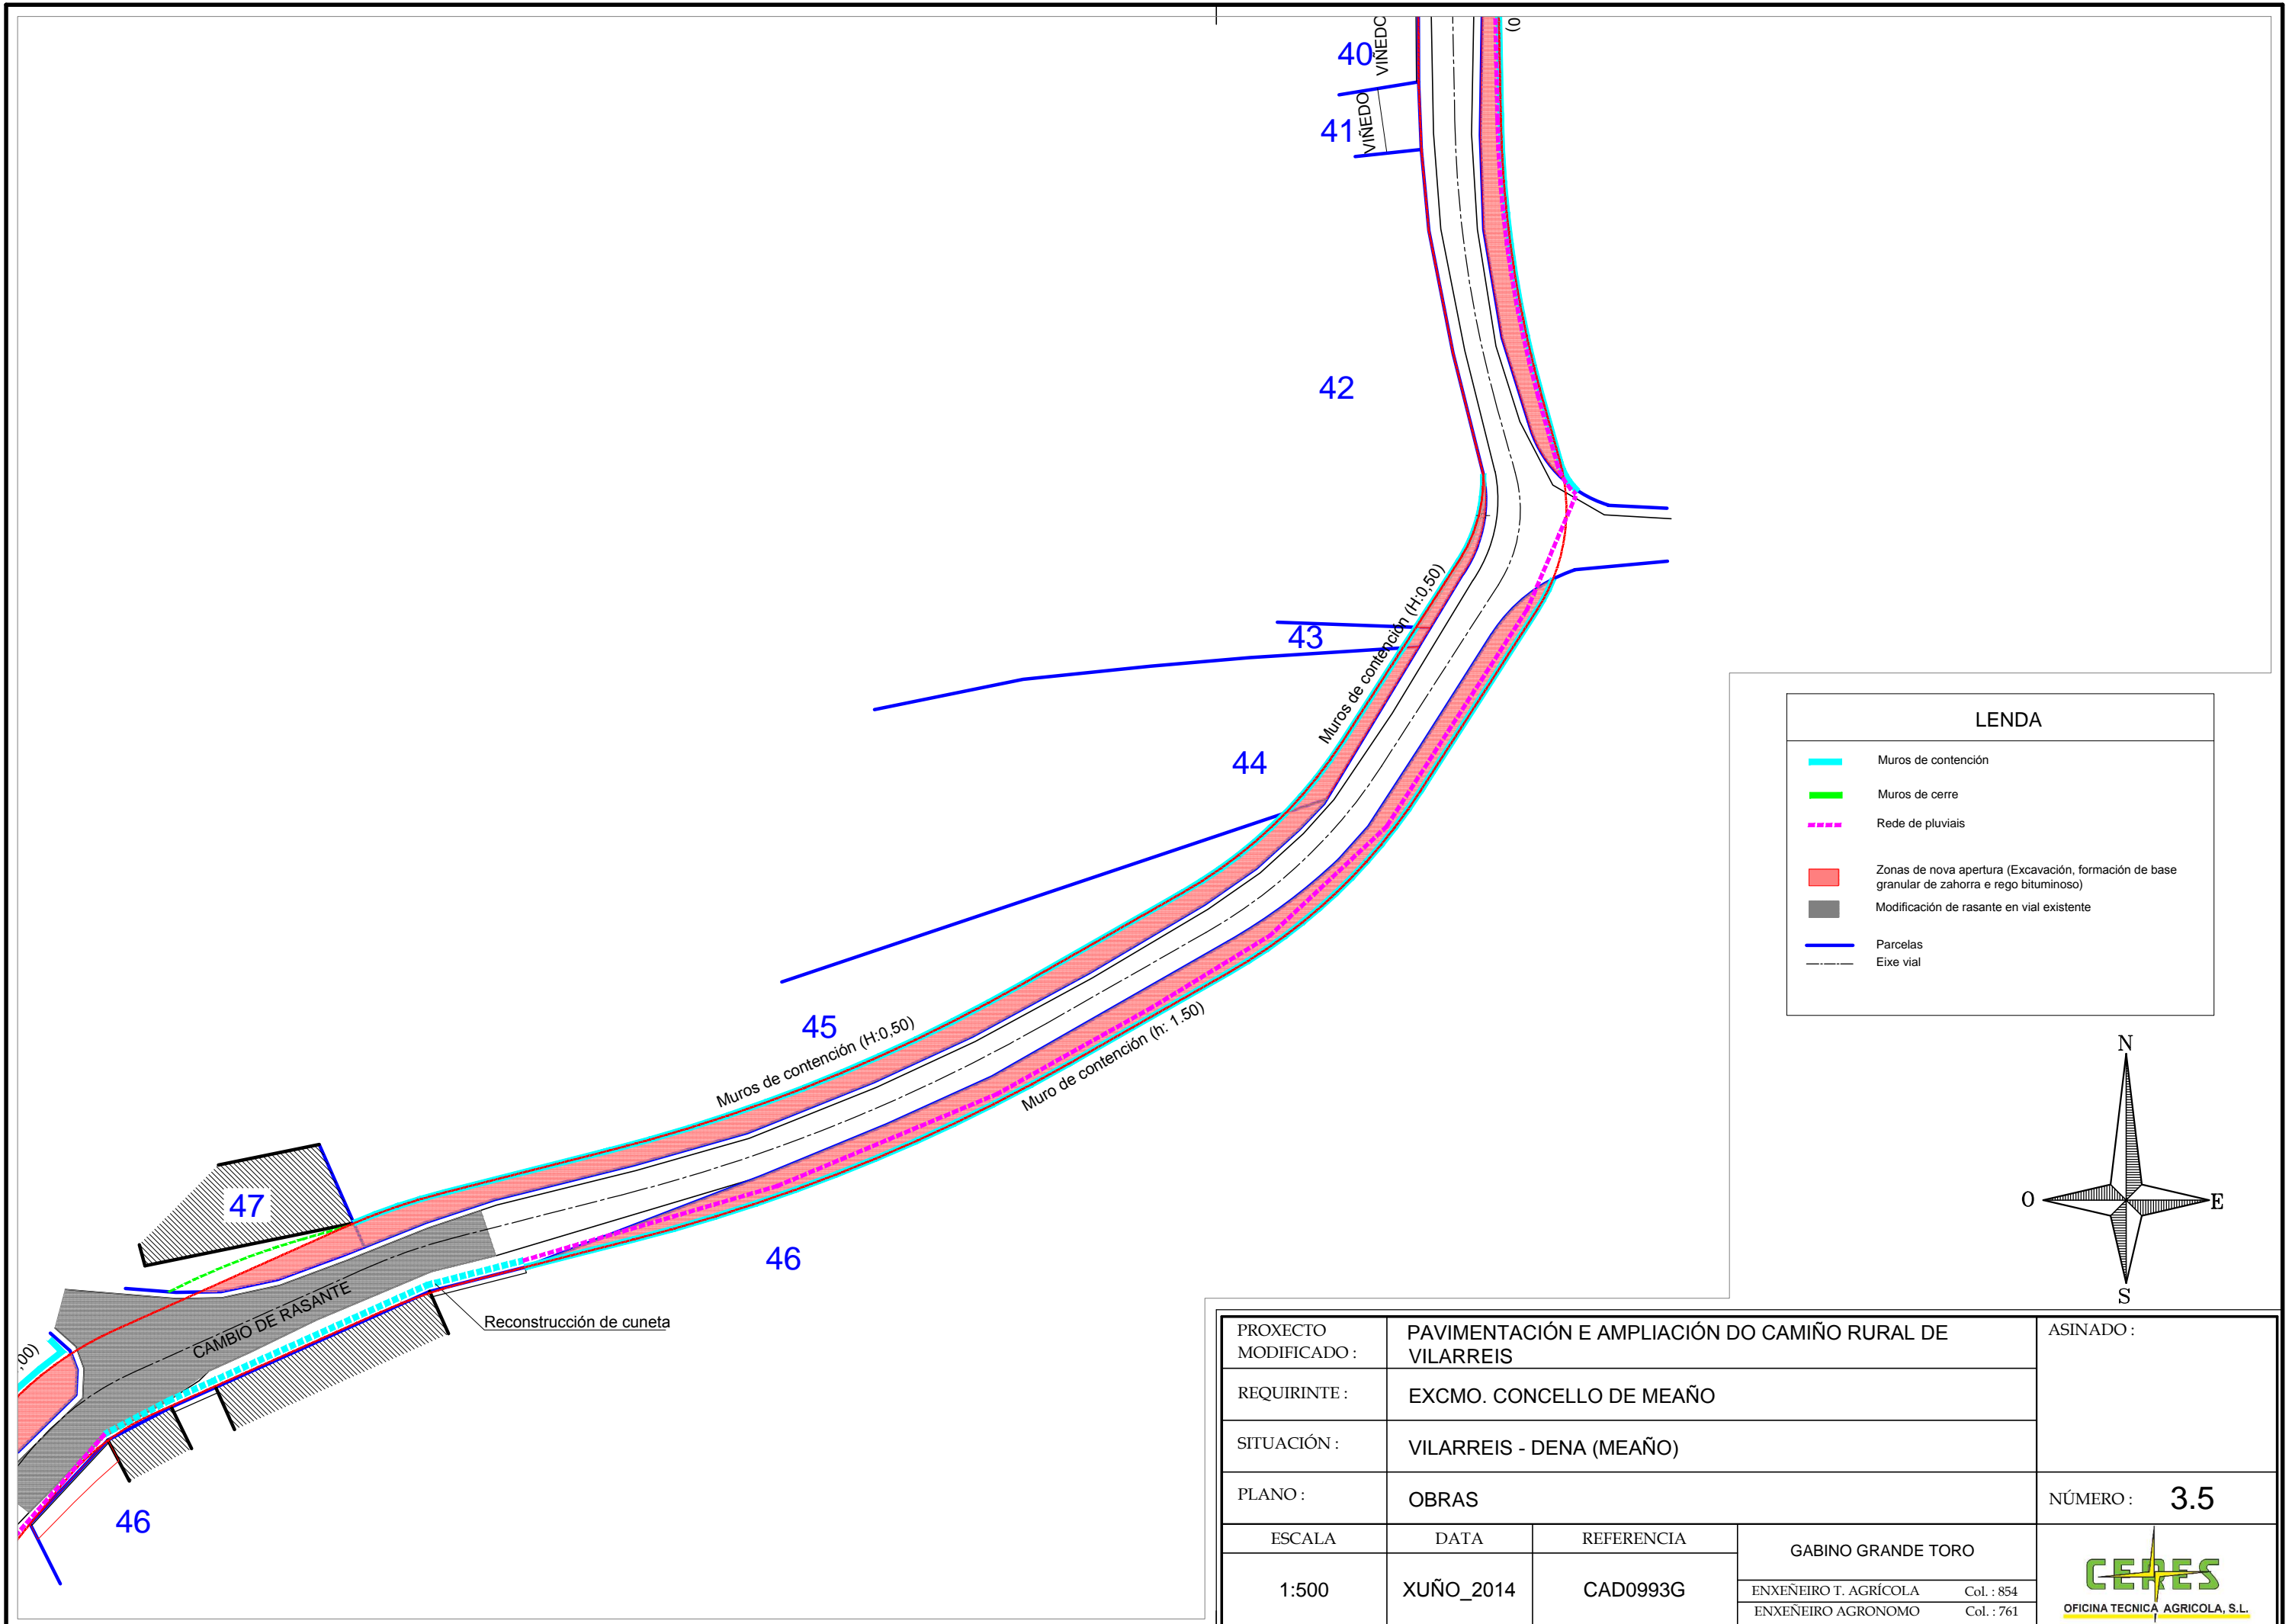 40
VIÑEDO
41
VIÑEDO
0)
42
43
Muros de contención (H:0,50)
44
45
Muros de contención (H:0,50)
Muro de contención (h: 1.50)
46
47
CAMBIO DE RASANTE
Reconstrucción de cuneta
,00)
46
LENDA
Muros de contención
Muros de cerre
Rede de pluviais
Zonas de nova apertura (Excavación, formación de base
granular de zahorra e rego bituminoso)
Modificación de rasante en vial existente
Parcelas
Eixe vial
N
O
E
S
PROXECTO
MODIFICADO :
PAVIMENTACIÓN E AMPLIACIÓN DO CAMIÑO RURAL DE
VILARREIS
ASINADO :
REQUIRINTE :
EXCMO. CONCELLO DE MEAÑO
SITUACIÓN :
VILARREIS - DENA (MEAÑO)
PLANO :
OBRAS
NÚMERO :
3.5
ESCALA
DATA
REFERENCIA
GABINO GRANDE TORO
1:500
XUÑO_2014
CAD0993G
ENXEÑEIRO T. AGRÍCOLA Col. : 854
ENXEÑEIRO AGRONOMO Col. : 761
CERES
OFICINA TECNICA AGRICOLA, S.L.